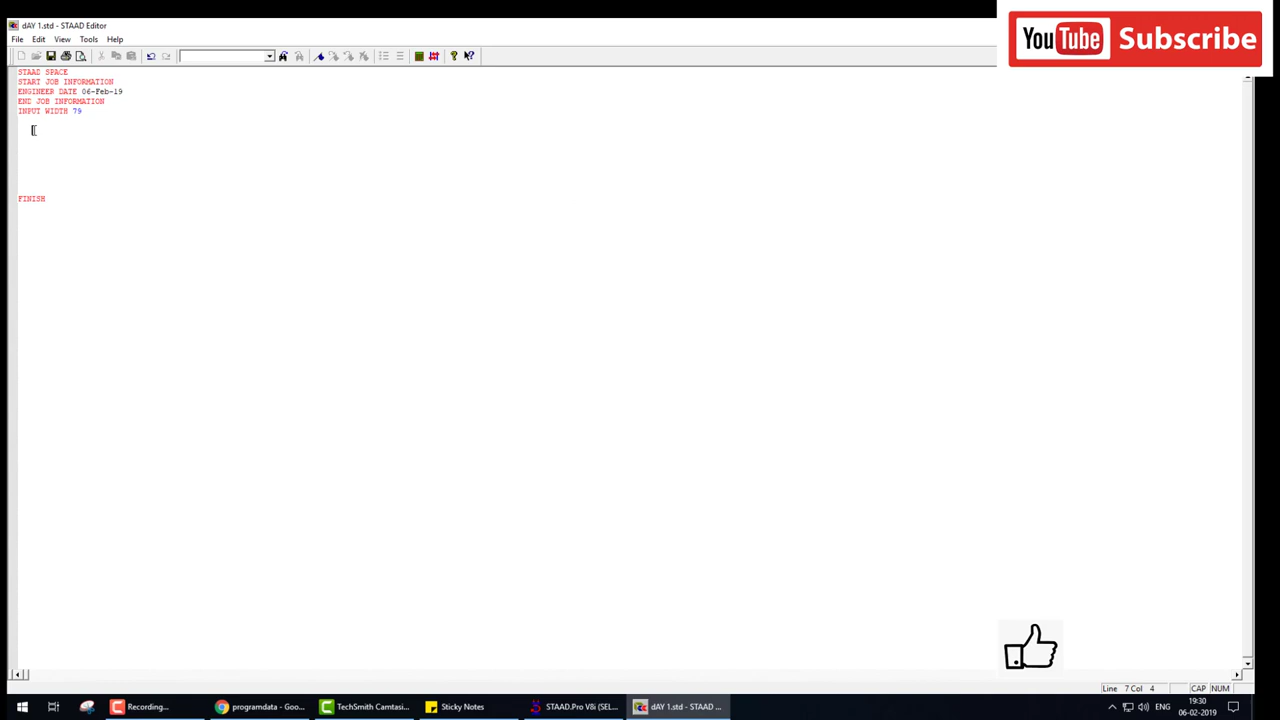 dAY 1.std - STAAD Editor
File Edit View Tools Help
YouTube Subscribe
STAAD SPACE
START JOB INFORMATION
ENGINEER DATE 06-Feb-19
END JOB INFORMATION
INPUT WIDTH 79
FINISH
Line 7 Col 4 CAP NUM
Recording...
programdata - Goo...
TechSmith Camtasi...
Sticky Notes
STAAD.Pro V8i (SEL...
dAY 1.std - STAAD ...
ENG
19:30
06-02-2019